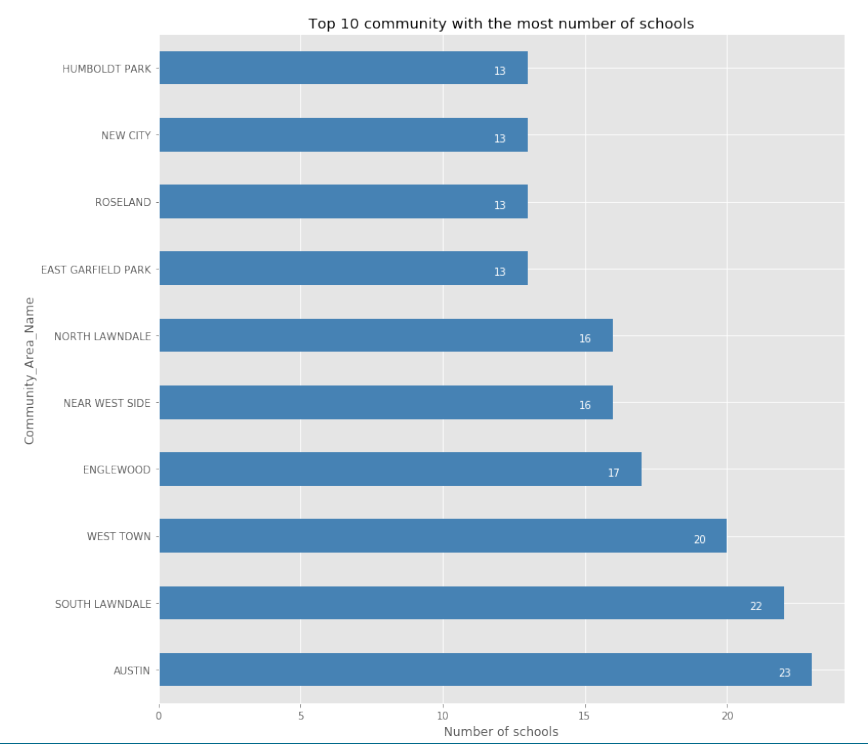 Top 10 community with the most number of schools
HUMBOLDT PARK
13
NEW CITY
13
ROSELAND
13
EAST GARFIELD PARK
13
NORTH LAWNDALE
16
NEAR WEST SIDE
16
ENGLEWOOD
17
WEST TOWN
20
SOUTH LAWNDALE
22
AUSTIN
23
Community_Area_Name
0 5 10 15 20
Number of schools